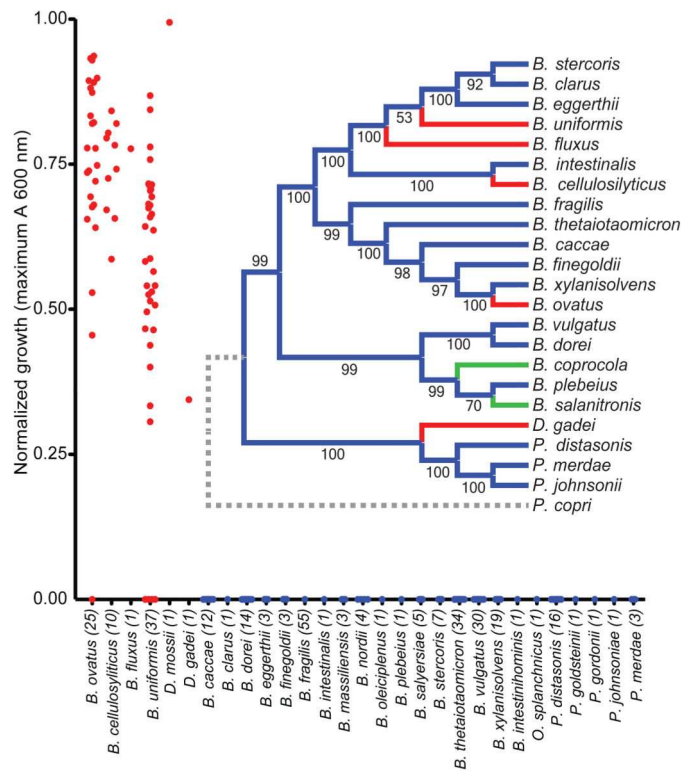 Normalized growth (maximum A 600 nm)
1.00
0.75
0.50
0.25
0.00
B. stercoris
92
B. clarus
100
B. eggerthii
53
B. uniformis
100
B. fluxus
100
B. intestinalis
100
B. cellulosilyticus
100
B. fragilis
99
B. thetaiotaomicron
100
B. caccae
98
B. finegoldii
97
B. xylanisolvens
100
B. ovatus
99
B. vulgatus
100
B. dorei
99
B. coprocola
99
B. plebeius
70
B. salanitronis
D. gadei
100
P. distasonis
100
P. merdae
100
P. johnsonii
P. copri
B. ovatus (25)
B. cellulosyliticus (10)
B. fluxus (1)
B. uniformis (37)
D. mossii (1)
D. gadei (1)
B. caccae (12)
B. clarus (1)
B. dorei (14)
B. eggerthii (3)
B. finegoldii (3)
B. fragilis (55)
B. intestinalis (1)
B. massiliensis (3)
B. nordii (4)
B. oleiciplenus (1)
B. plebeius (1)
B. salyersiae (5)
B. stercoris (7)
B. thetaiotaomicron (34)
B. vulgatus (30)
B. xylanisolvens (19)
B. intestinihominis (1)
O. splanchnicus (1)
P. distasonis (16)
P. goldsteinii (1)
P. gordonii (1)
P. johnsoniae (1)
P. merdae (3)